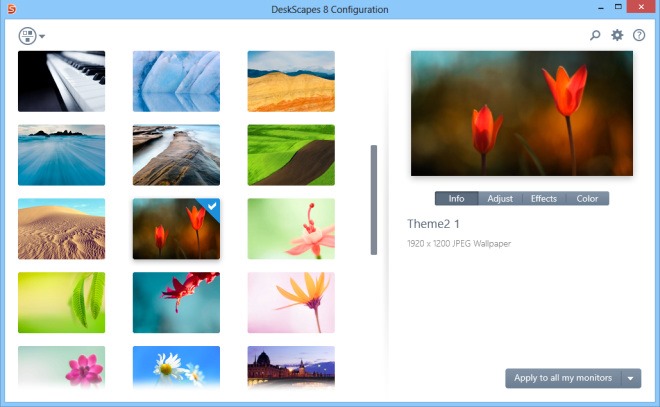 DeskScapes 8 Configuration
Info Adjust Effects Color
Theme2 1
1920 x 1200 JPEG Wallpaper
Apply to all my monitors